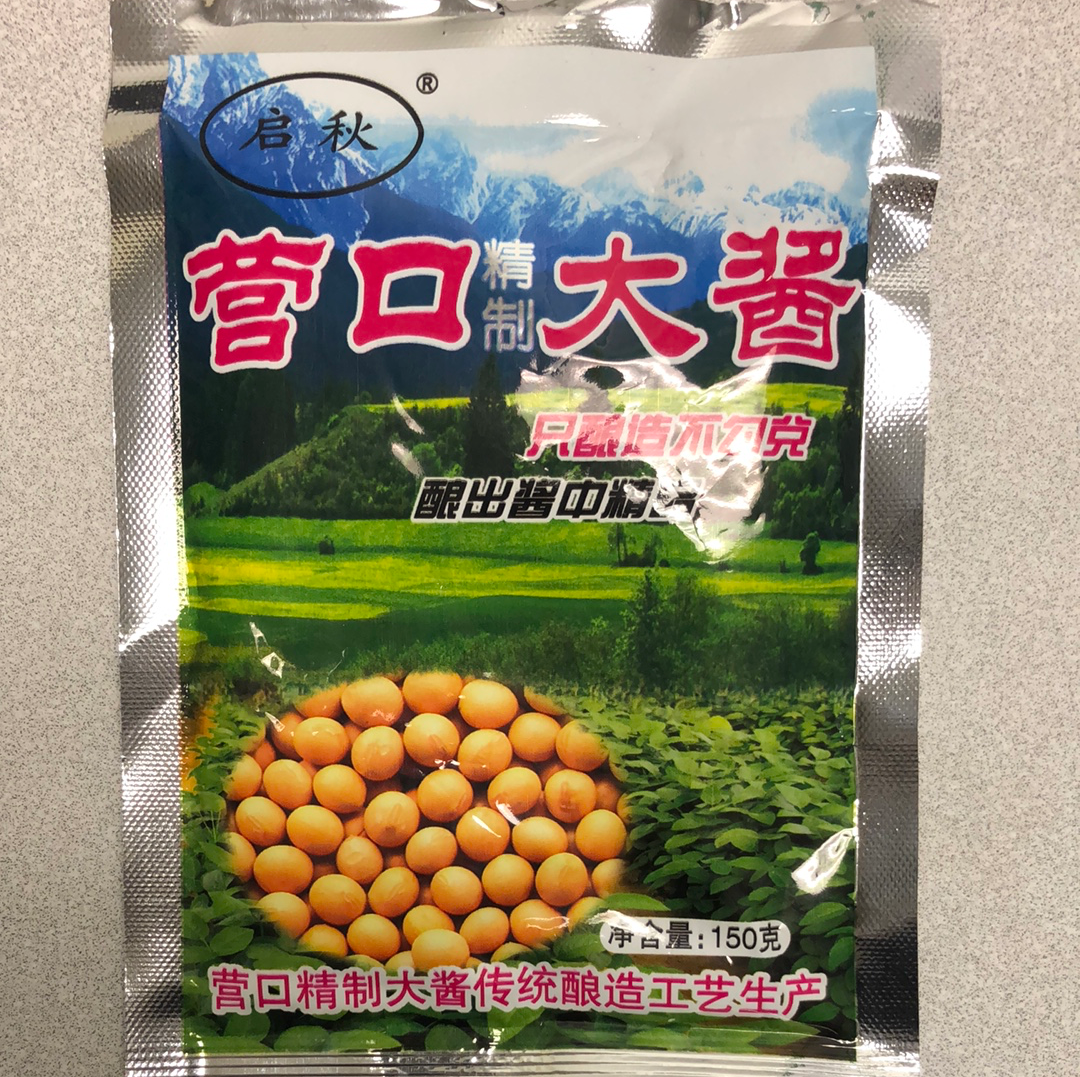 启秋 ®
营口精制大酱
只酿造不勾兑
酿出酱中精
净含量:150克
营口精制大酱传统酿造工艺生产